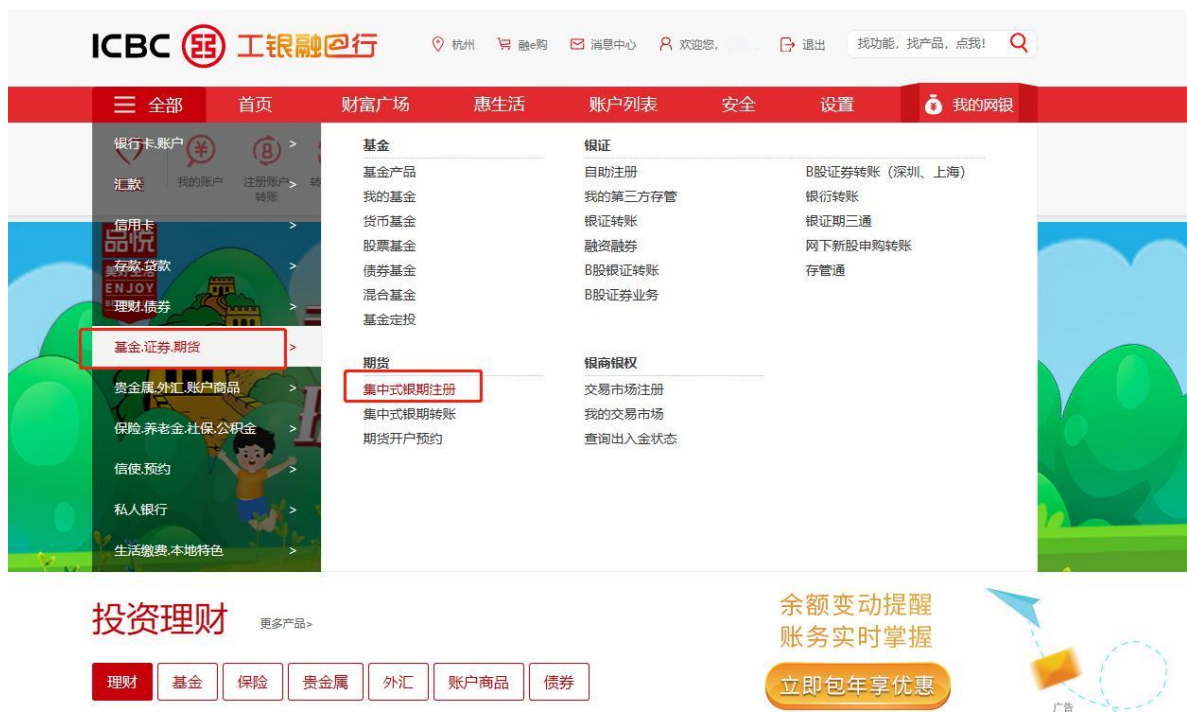 ICBC 工银融e行
杭州 融e购 消息中心 欢迎您, 退出 找功能, 找产品, 点我!
全部 首页 财富广场 惠生活 账户列表 安全 设置 我的网银
银行卡.账户 >
汇款 >
信用卡 >
存款.贷款 >
理财.债券 >
基金.证券.期货 >
贵金属.外汇.账户商品 >
保险.养老金.社保.公积金 >
信使.预约 >
私人银行 >
生活缴费.本地特色 >
我的账户
注册账户
转账
品悦
美好生活
ENJOY
基金
基金产品
我的基金
货币基金
股票基金
债券基金
混合基金
基金定投
银证
自助注册
我的第三方存管
银证转账
融资融券
B股银证转账
B股证券业务
B股证券转账（深圳、上海）
银衍转账
银证期三通
网下新股申购转账
存管通
期货
集中式银期注册
集中式银期转账
期货开户预约
银商银权
交易市场注册
我的交易市场
查询出入金状态
投资理财 更多产品>
理财 基金 保险 贵金属 外汇 账户商品 债券
余额变动提醒
账务实时掌握
立即包年享优惠
广告